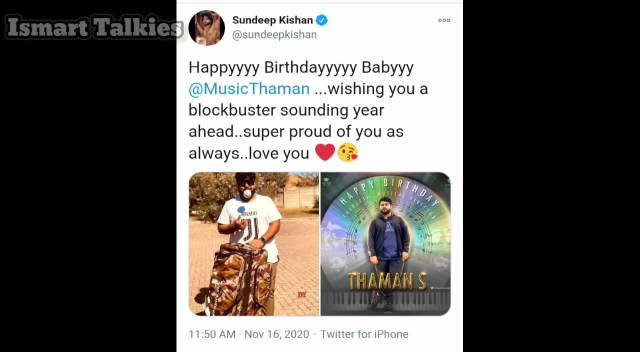 Ismart Talkies
Sundeep Kishan
@sundeepkishan
Happyyyy Birthdayyyyy Babyyy
@MusicThaman ...wishing you a
blockbuster sounding year
ahead..super proud of you as
always..love you ❤️😘
HAPPY BIRTHDAY
THAMAN S.
11:50 AM · Nov 16, 2020 · Twitter for iPhone